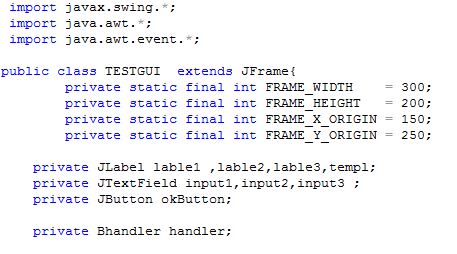 import javax.swing.*;
import java.awt.*;
import java.awt.event.*;
public class TESTGUI  extends JFrame{
private static final int FRAME_WIDTH    = 300;
private static final int FRAME_HEIGHT   = 200;
private static final int FRAME_X_ORIGIN = 150;
private static final int FRAME_Y_ORIGIN = 250;
private JLabel lable1 ,lable2,lable3,templ;
private JTextField input1,input2,input3 ;
private JButton okButton;
private Bhandler handler;